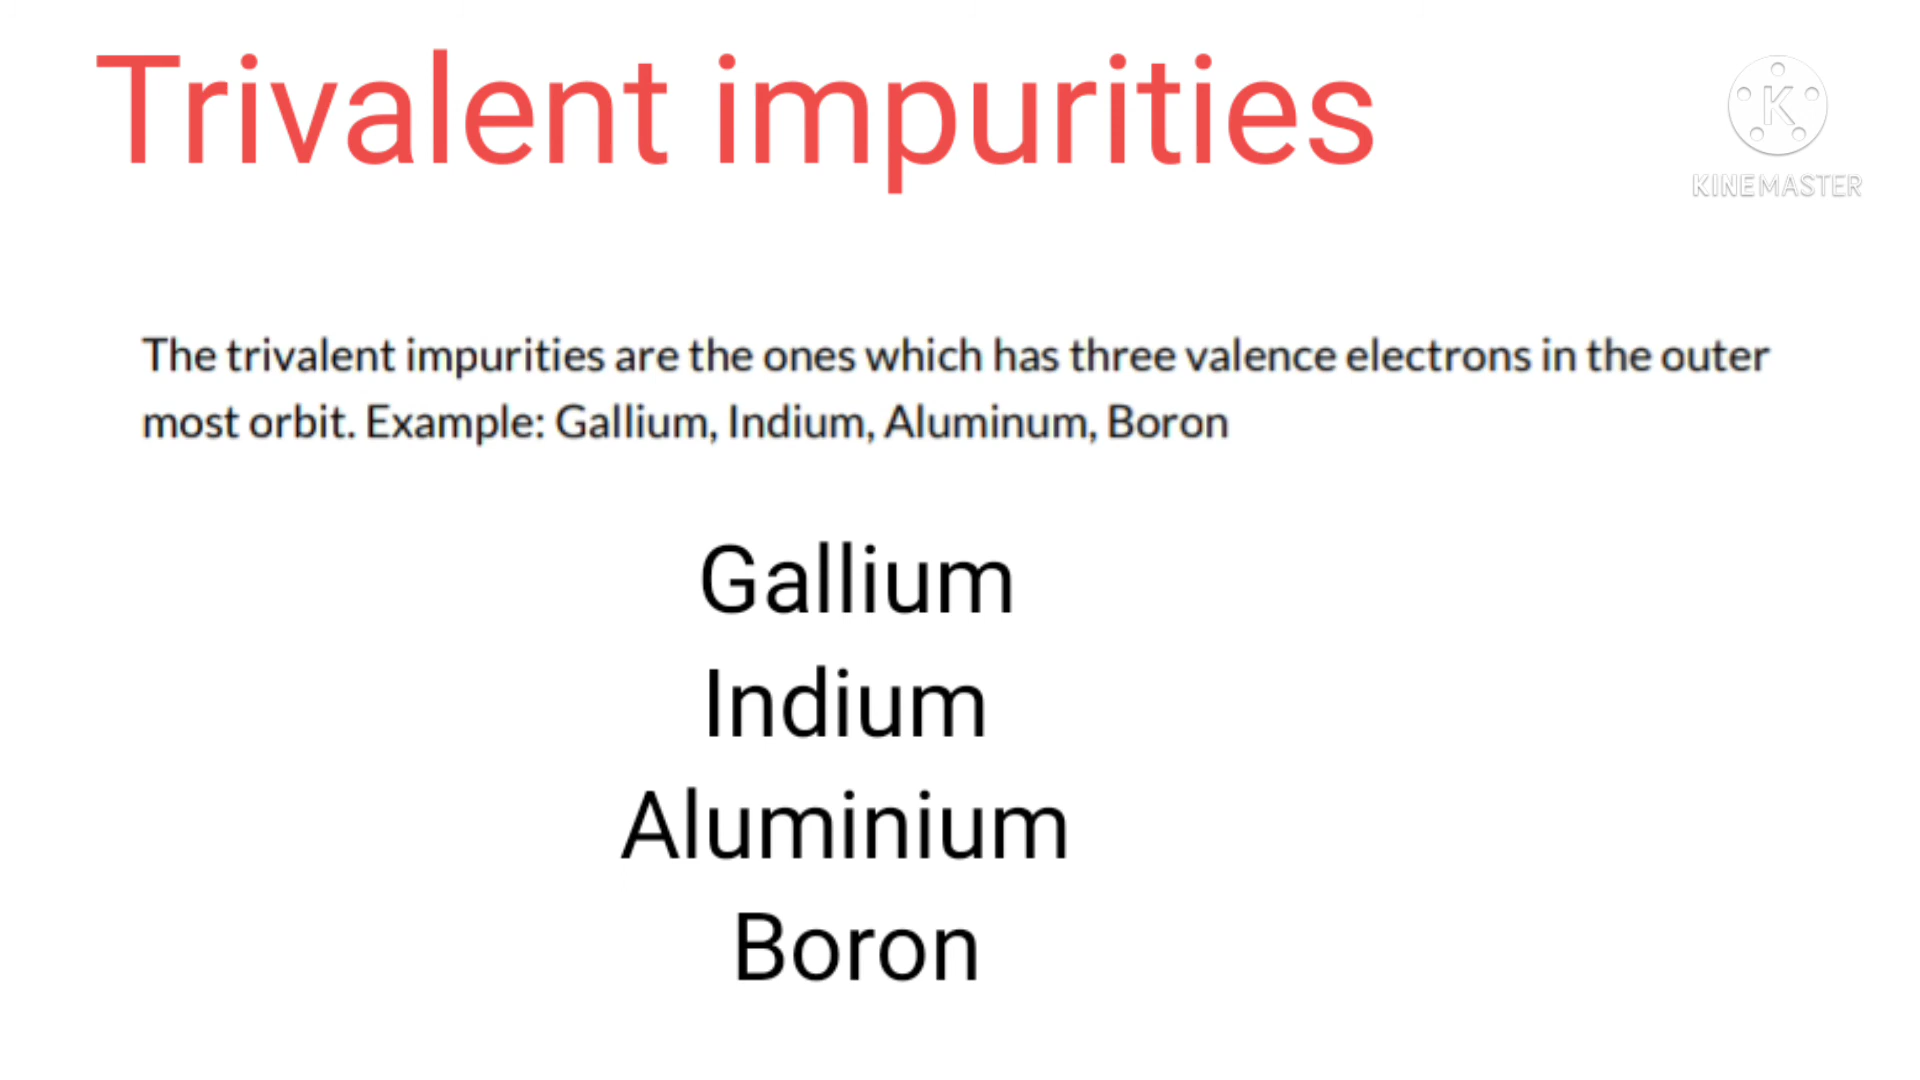 Trivalent impurities
K
KINEMASTER
The trivalent impurities are the ones which has three valence electrons in the outer
most orbit. Example: Gallium, Indium, Aluminum, Boron
Gallium
Indium
Aluminium
Boron